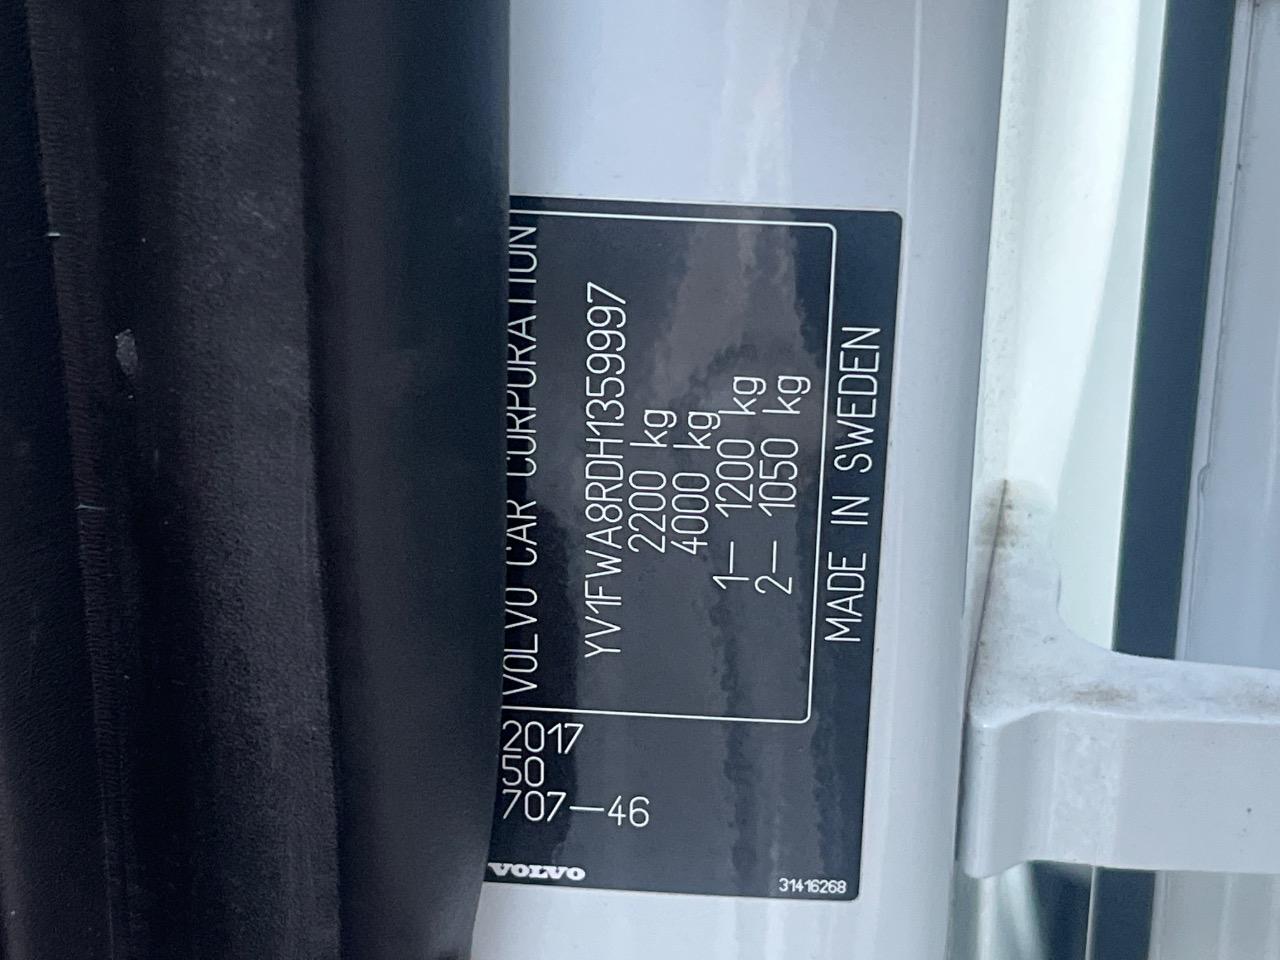 VOLVO CAR CORPORATION
YV1FWA8RDH1359997
2200 kg
4000 kg
1— 1200 kg
2— 1050 kg
MADE IN SWEDEN
2017
50
707—46
VOLVO
31416268